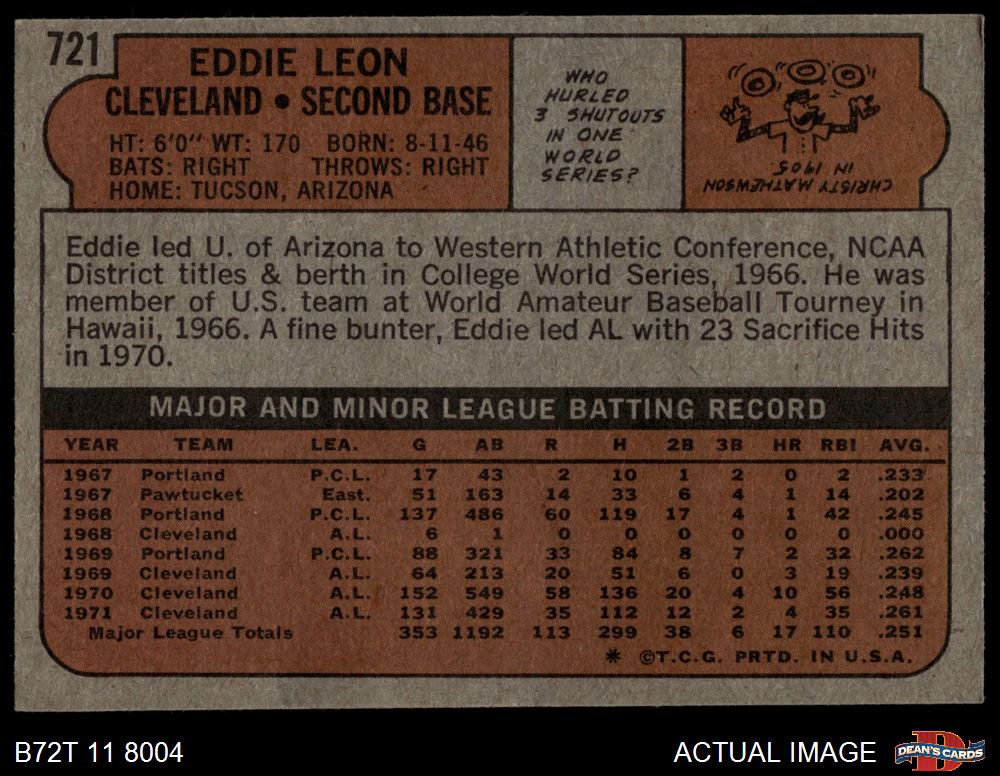 721
EDDIE LEON
CLEVELAND • SECOND BASE
HT: 6'0" WT: 170 BORN: 8-11-46
BATS: RIGHT THROWS: RIGHT
HOME: TUCSON, ARIZONA
WHO
HURLED
3 SHUTOUTS
IN ONE
WORLD
SERIES?
CHRISTY MATHEWSON
IN 1905
Eddie led U. of Arizona to Western Athletic Conference, NCAA
District titles & berth in College World Series, 1966. He was
member of U.S. team at World Amateur Baseball Tourney in
Hawaii, 1966. A fine bunter, Eddie led AL with 23 Sacrifice Hits
in 1970.
MAJOR AND MINOR LEAGUE BATTING RECORD
YEAR TEAM LEA. G AB R H 2B 3B HR RBI AVG.
1967 Portland P.C.L. 17 43 2 10 1 2 0 2 .233
1967 Pawtucket East. 51 163 14 33 6 4 1 14 .202
1968 Portland P.C.L. 137 486 60 119 17 4 1 42 .245
1968 Cleveland A.L. 6 1 0 0 0 0 0 0 .000
1969 Portland P.C.L. 88 321 33 84 8 7 2 32 .262
1969 Cleveland A.L. 64 213 20 51 6 0 3 19 .239
1970 Cleveland A.L. 152 549 58 136 20 4 10 56 .248
1971 Cleveland A.L. 131 429 35 112 12 2 4 35 .261
Major League Totals 353 1192 113 299 38 6 17 110 .251
* ©T.C.G. PRTD. IN U.S.A.
B72T 11 8004
ACTUAL IMAGE
DEAN'S CARDS